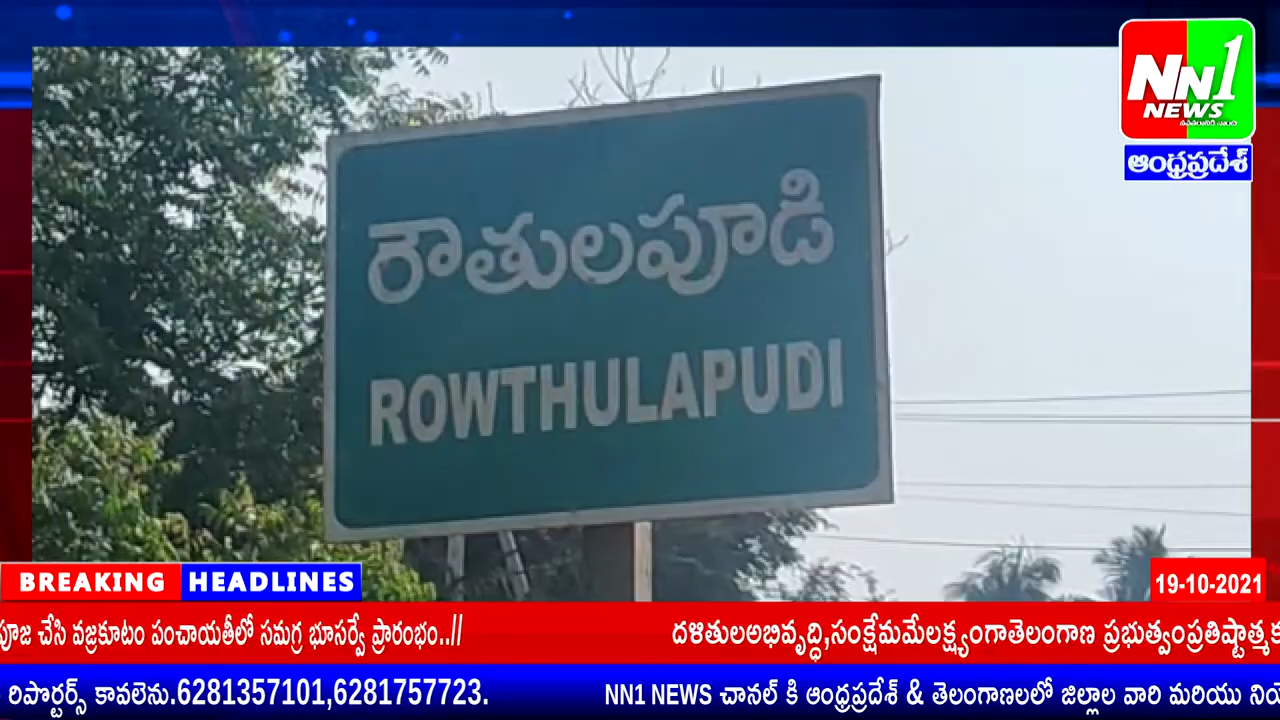 NN1
NEWS
ఆంధ్రప్రదేశ్
రౌతులపూడి
ROWTHULAPUDI
BREAKING HEADLINES
19-10-2021
పూజ చేసి వజ్రకూటం పంచాయతీలో సమగ్ర భూసర్వే ప్రారంభం..// దళితులఅభివృద్ధి,సంక్షేమమేలక్ష్యంగాతెలంగాణ ప్రభుత్వంప్రతిష్టాత్మక
రిపోర్టర్స్ కావలెను.6281357101,6281757723. NN1 NEWS చానల్ కి ఆంధ్రప్రదేశ్ & తెలంగాణలలో జిల్లాల వారి మరియు